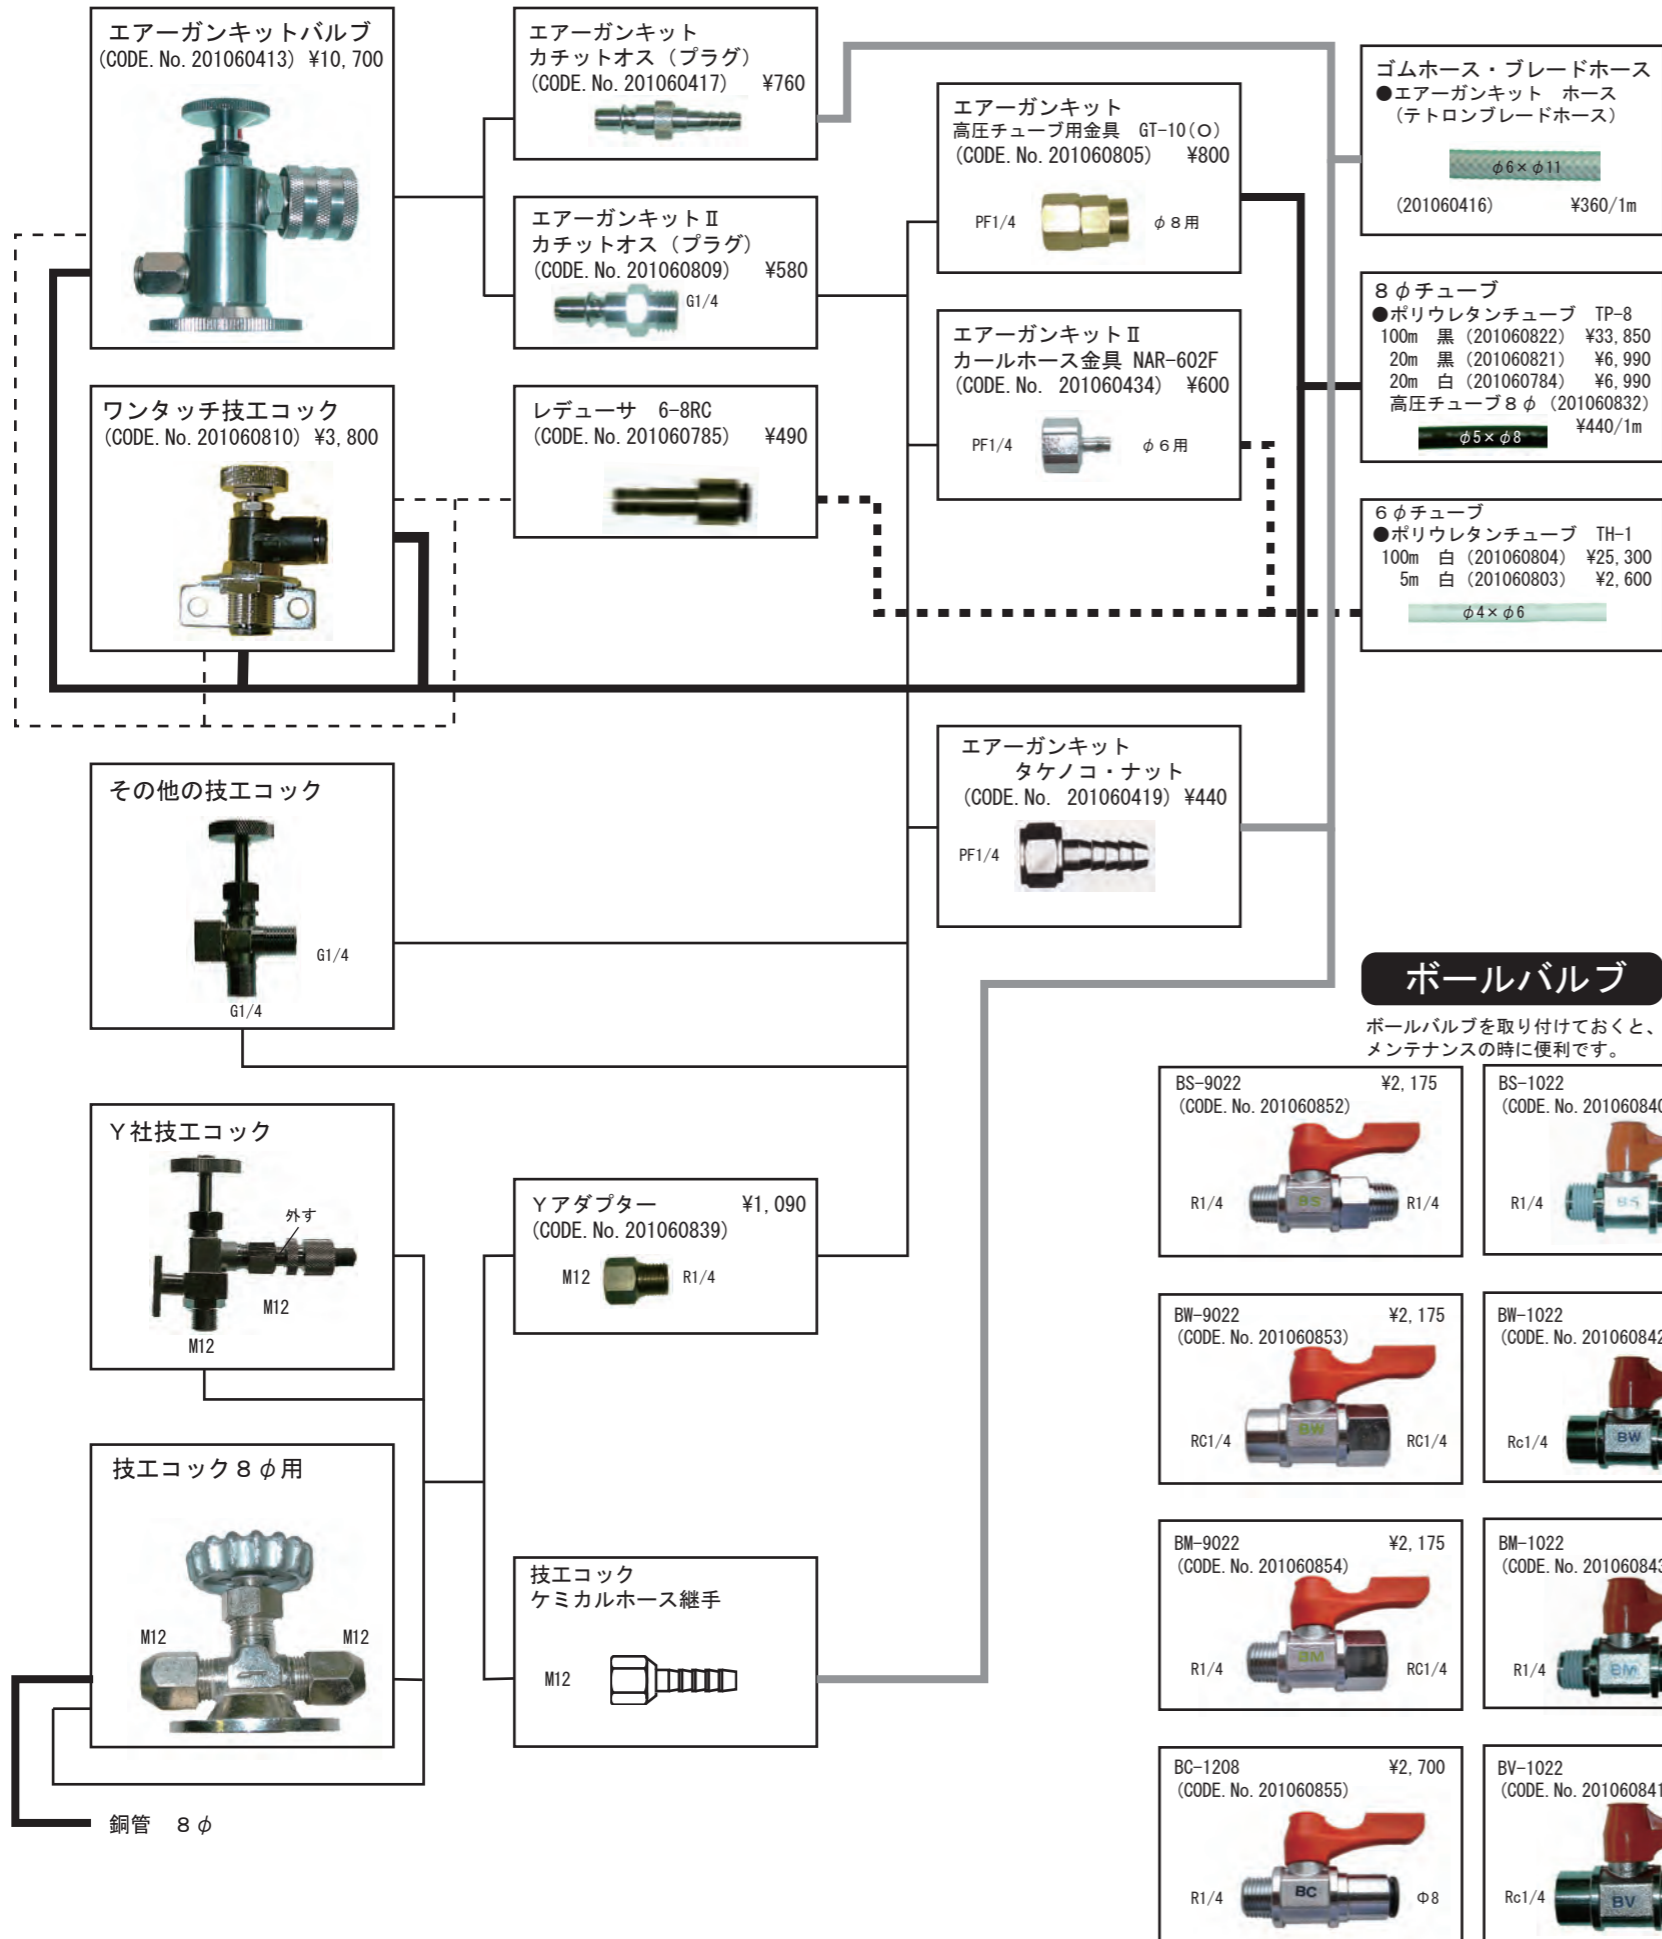 エアーガンキットバルブ
(CODE. No. 201060413) ¥10,700
エアーガンキット
カチットオス(プラグ)
(CODE. No. 201060417) ¥760
エアーガンキットⅡ
カチットオス(プラグ)
(CODE. No. 201060809) ¥580
G1/4
エアーガンキット
高圧チューブ用金具 GT-10(O)
(CODE. No. 201060805) ¥800
PF1/4
φ8用
エアーガンキットⅡ
カールホース金具 NAR-602F
(CODE. No. 201060434) ¥600
PF1/4
φ6用
ゴムホース・ブレードホース
●エアーガンキット ホース
(テトロンブレードホース)
φ6×φ11
(201060416) ¥360/1m
8φチューブ
●ポリウレタンチューブ TP-8
100m 黒 (201060822) ¥33,850
20m 黒 (201060821) ¥6,990
20m 白 (201060784) ¥6,990
高圧チューブ8φ (201060832)
¥440/1m
φ5×φ8
6φチューブ
●ポリウレタンチューブ TH-1
100m 白 (201060804) ¥25,300
5m 白 (201060803) ¥2,600
φ4×φ6
ワンタッチ技工コック
(CODE. No. 201060810) ¥3,800
レデューサ 6-8RC
(CODE. No. 201060785) ¥490
その他の技工コック
G1/4
G1/4
エアーガンキット
タケノコ・ナット
(CODE. No. 201060419) ¥440
PF1/4
Y社技工コック
外す
M12
M12
Yアダプター ¥1,090
(CODE. No. 201060839)
M12
R1/4
技工コック8φ用
M12
M12
技工コック
ケミカルホース継手
M12
銅管 8φ
ボールバルブ
ボールバルブを取り付けておくと、
メンテナンスの時に便利です。
BS-9022 ¥2,175
(CODE. No. 201060852)
R1/4
BS
R1/4
BS-1022
(CODE. No. 201060840
R1/4
BS
BW-9022 ¥2,175
(CODE. No. 201060853)
RC1/4
BW
RC1/4
BW-1022
(CODE. No. 201060842
Rc1/4
BW
BM-9022 ¥2,175
(CODE. No. 201060854)
R1/4
BM
RC1/4
BM-1022
(CODE. No. 201060843
R1/4
BM
BC-1208 ¥2,700
(CODE. No. 201060855)
R1/4
BC
Φ8
BV-1022
(CODE. No. 201060841
Rc1/4
BV